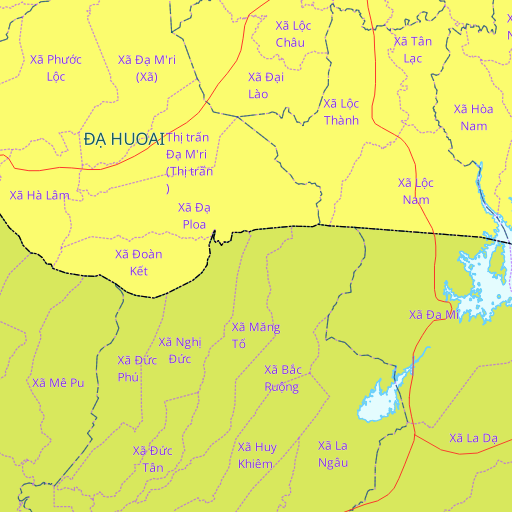 Xã Lộc
Châu
Xã Tân
Lạc
Xã Phước
Lộc
Xã Đạ M'ri
(Xã)
Xã Đại
Lào
Xã Lộc
Thành
Xã Hòa
Nam
ĐẠ HUOAI
Thị trấn
Đạ M'ri
(Thị trấn
)
Xã Hà Lâm
Xã Lộc
Nam
Xã Đạ
Ploa
Xã Đoàn
Kết
Xã Đa Mi
Xã Măng
Tố
Xã Nghị
Đức
Xã Đức
Phú
Xã Bắc
Ruộng
Xã Mê Pu
Xã Đức
Tân
Xã Huy
Khiêm
Xã La
Ngâu
Xã La Dạ